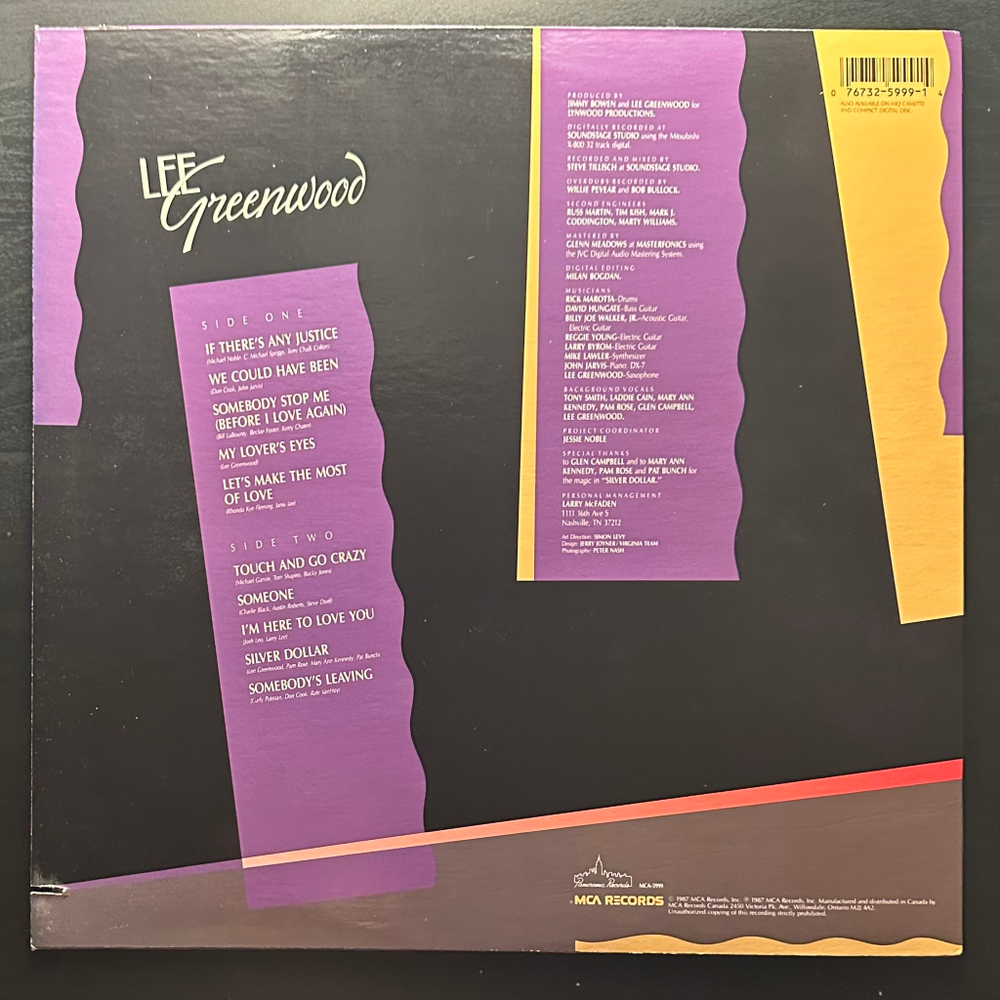 LEE
Greenwood
SIDE ONE
IF THERE'S ANY JUSTICE
(Michael Noble, C. Michael Spriggs, Tony Chalk Colton)
WE COULD HAVE BEEN
(Don Cook, John Jarvis)
SOMEBODY STOP ME
(BEFORE I LOVE AGAIN)
(Bill LaBounty, Beckie Foster, Kerry Chater)
MY LOVER'S EYES
(Lee Greenwood)
LET'S MAKE THE MOST
OF LOVE
(Rhonda Kye Fleming, Janis Ian)
SIDE TWO
TOUCH AND GO CRAZY
(Michael Garvin, Tom Shapiro, Bucky Jones)
SOMEONE
(Charlie Black, Austin Roberts, Steve Dorff)
I'M HERE TO LOVE YOU
(Josh Leo, Larry Lee)
SILVER DOLLAR
(Lee Greenwood, Pam Rose, Mary Ann Kennedy, Pat Bunch)
SOMEBODY'S LEAVING
(Curly Putman, Don Cook, Rafe VanHoy)
PRODUCED BY
JIMMY BOWEN and LEE GREENWOOD for
LYNWOOD PRODUCTIONS.
DIGITALLY RECORDED AT
SOUNDSTAGE STUDIO using the Mitsubishi
X-800 32 track digital.
RECORDED AND MIXED BY
STEVE TILLISCH at SOUNDSTAGE STUDIO.
OVERDUBS RECORDED BY
WILLIE PEVEAR and BOB BULLOCK.
SECOND ENGINEERS
RUSS MARTIN, TIM KISH, MARK J.
CODDINGTON, MARTY WILLIAMS.
MASTERED BY
GLENN MEADOWS at MASTERFONICS using
the JVC Digital Audio Mastering System.
DIGITAL EDITING
MILAN BOGDAN.
MUSICIANS
RICK MAROTTA–Drums
DAVID HUNGATE–Bass Guitar
BILLY JOE WALKER, JR.–Acoustic Guitar,
Electric Guitar
REGGIE YOUNG–Electric Guitar
LARRY BYROM–Electric Guitar
MIKE LAWLER–Synthesizer
JOHN JARVIS–Piano, DX-7
LEE GREENWOOD–Saxophone
BACKGROUND VOCALS
TONY SMITH, LADDIE CAIN, MARY ANN
KENNEDY, PAM ROSE, GLEN CAMPBELL,
LEE GREENWOOD.
PROJECT COORDINATOR
JESSIE NOBLE
SPECIAL THANKS
to GLEN CAMPBELL and to MARY ANN
KENNEDY, PAM ROSE and PAT BUNCH for
the magic in "SILVER DOLLAR."
PERSONAL MANAGEMENT
LARRY McFADEN
1111 16th Ave S
Nashville, TN 37212
Art Direction: SIMON LEVY
Design: JERRY JOYNER/VIRGINIA TEAM
Photography: PETER NASH
0 76732-5999-1 4
ALSO AVAILABLE ON HiQ CASSETTE
AND COMPACT DIGITAL DISC
Panorama Records MCA-5999
MCA RECORDS
© 1987 MCA Records, Inc. ℗ 1987 MCA Records, Inc. Manufactured and distributed in Canada by
MCA Records Canada 2450 Victoria Pk. Ave., Willowdale, Ontario M2J 4A2.
Unauthorized copying of this recording strictly prohibited.